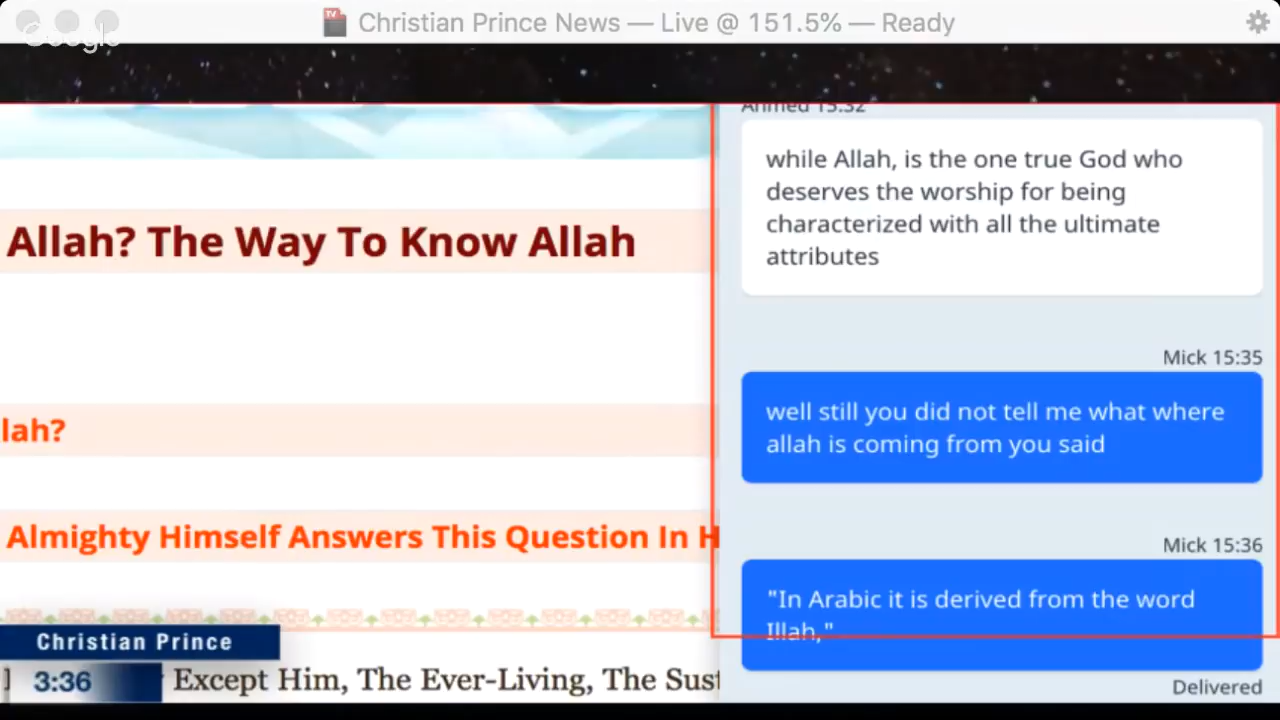 Christian Prince News — Live @ 151.5% — Ready
Google
Ahmed 15:32
while Allah, is the one true God who
deserves the worship for being
characterized with all the ultimate
attributes
Allah? The Way To Know Allah
Mick 15:35
well still you did not tell me what where
allah is coming from you said
lah?
Almighty Himself Answers This Question In H
Mick 15:36
"In Arabic it is derived from the word
Illah,"
Delivered
Christian Prince
3:36
Except Him, The Ever-Living, The Sust